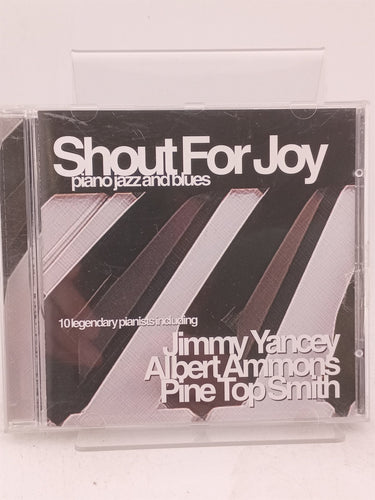 Shout For Joy
piano jazz and blues
10 legendary pianists including
Jimmy Yancey
Albert Ammons
Pine Top Smith